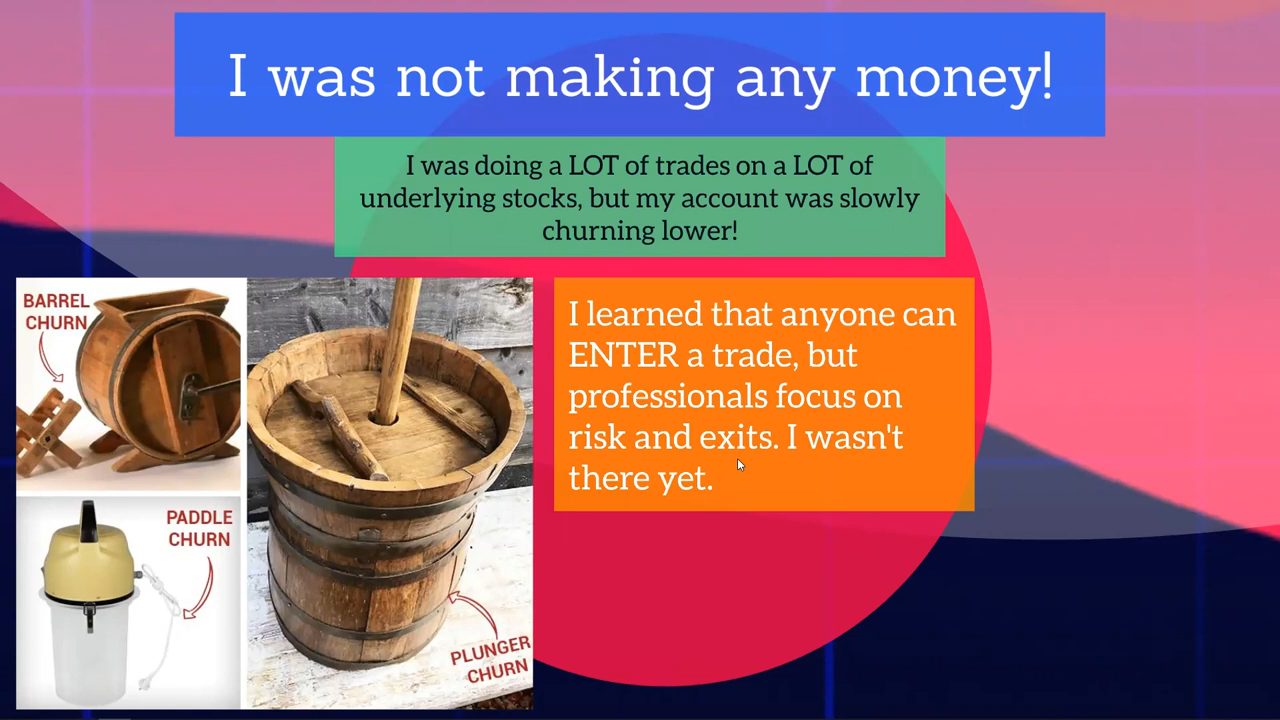 I was not making any money!
I was doing a LOT of trades on a LOT of
underlying stocks, but my account was slowly
churning lower!
BARREL
CHURN
PADDLE
CHURN
PLUNGER
CHURN
I learned that anyone can
ENTER a trade, but
professionals focus on
risk and exits. I wasn't
there yet.